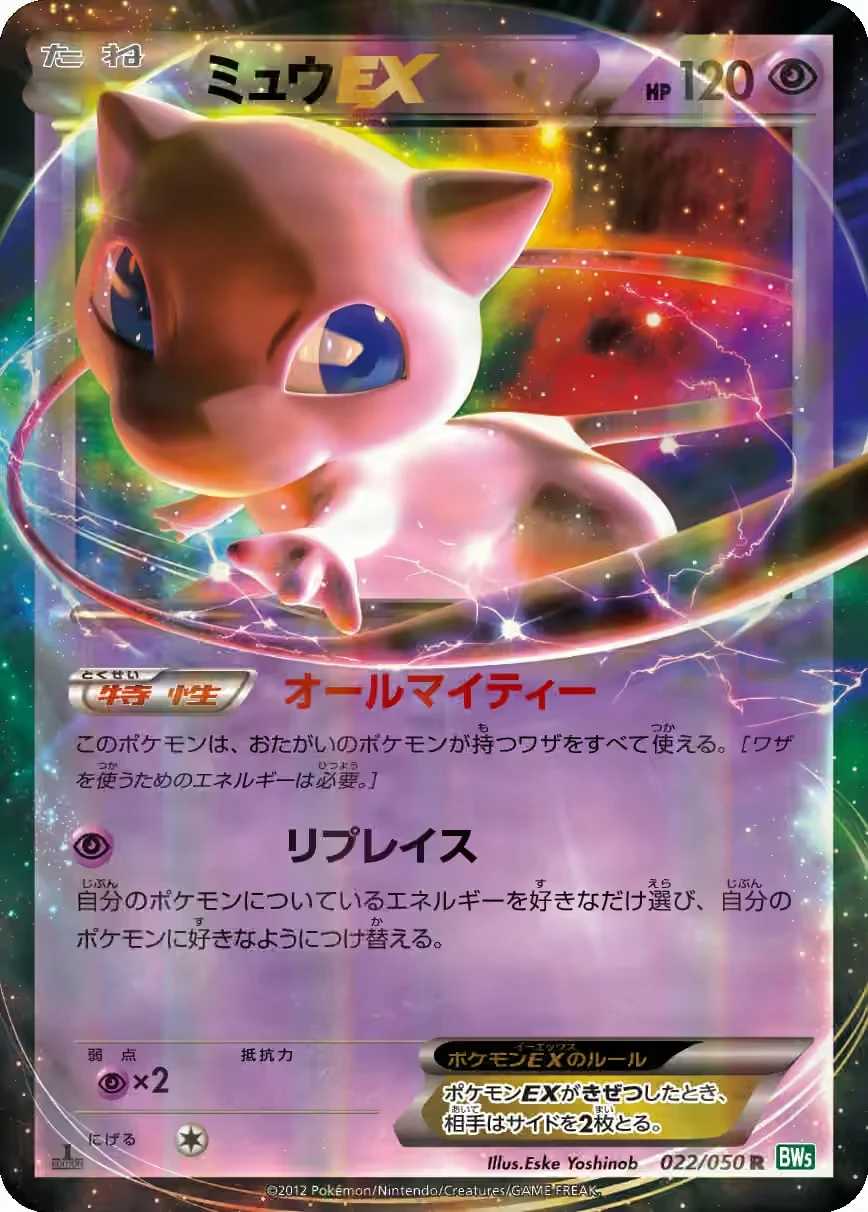 たね ミュウEX HP120
とくせい
特性 オールマイティー
このポケモンは、おたがいのポケモンが持つワザをすべて使える。[ワザ
を使うためのエネルギーは必要。]
リプレイス
自分のポケモンについているエネルギーを好きなだけ選び、自分の
ポケモンに好きなようにつけ替える。
弱点 抵抗力
×2
にげる
イーエックス
ポケモンEXのルール
ポケモンEXがきぜつしたとき、
相手はサイドを2枚とる。
1 EDITION
Illus.Eske Yoshinob 022/050 R BWs
©2012 Pokémon/Nintendo/Creatures/GAME FREAK.